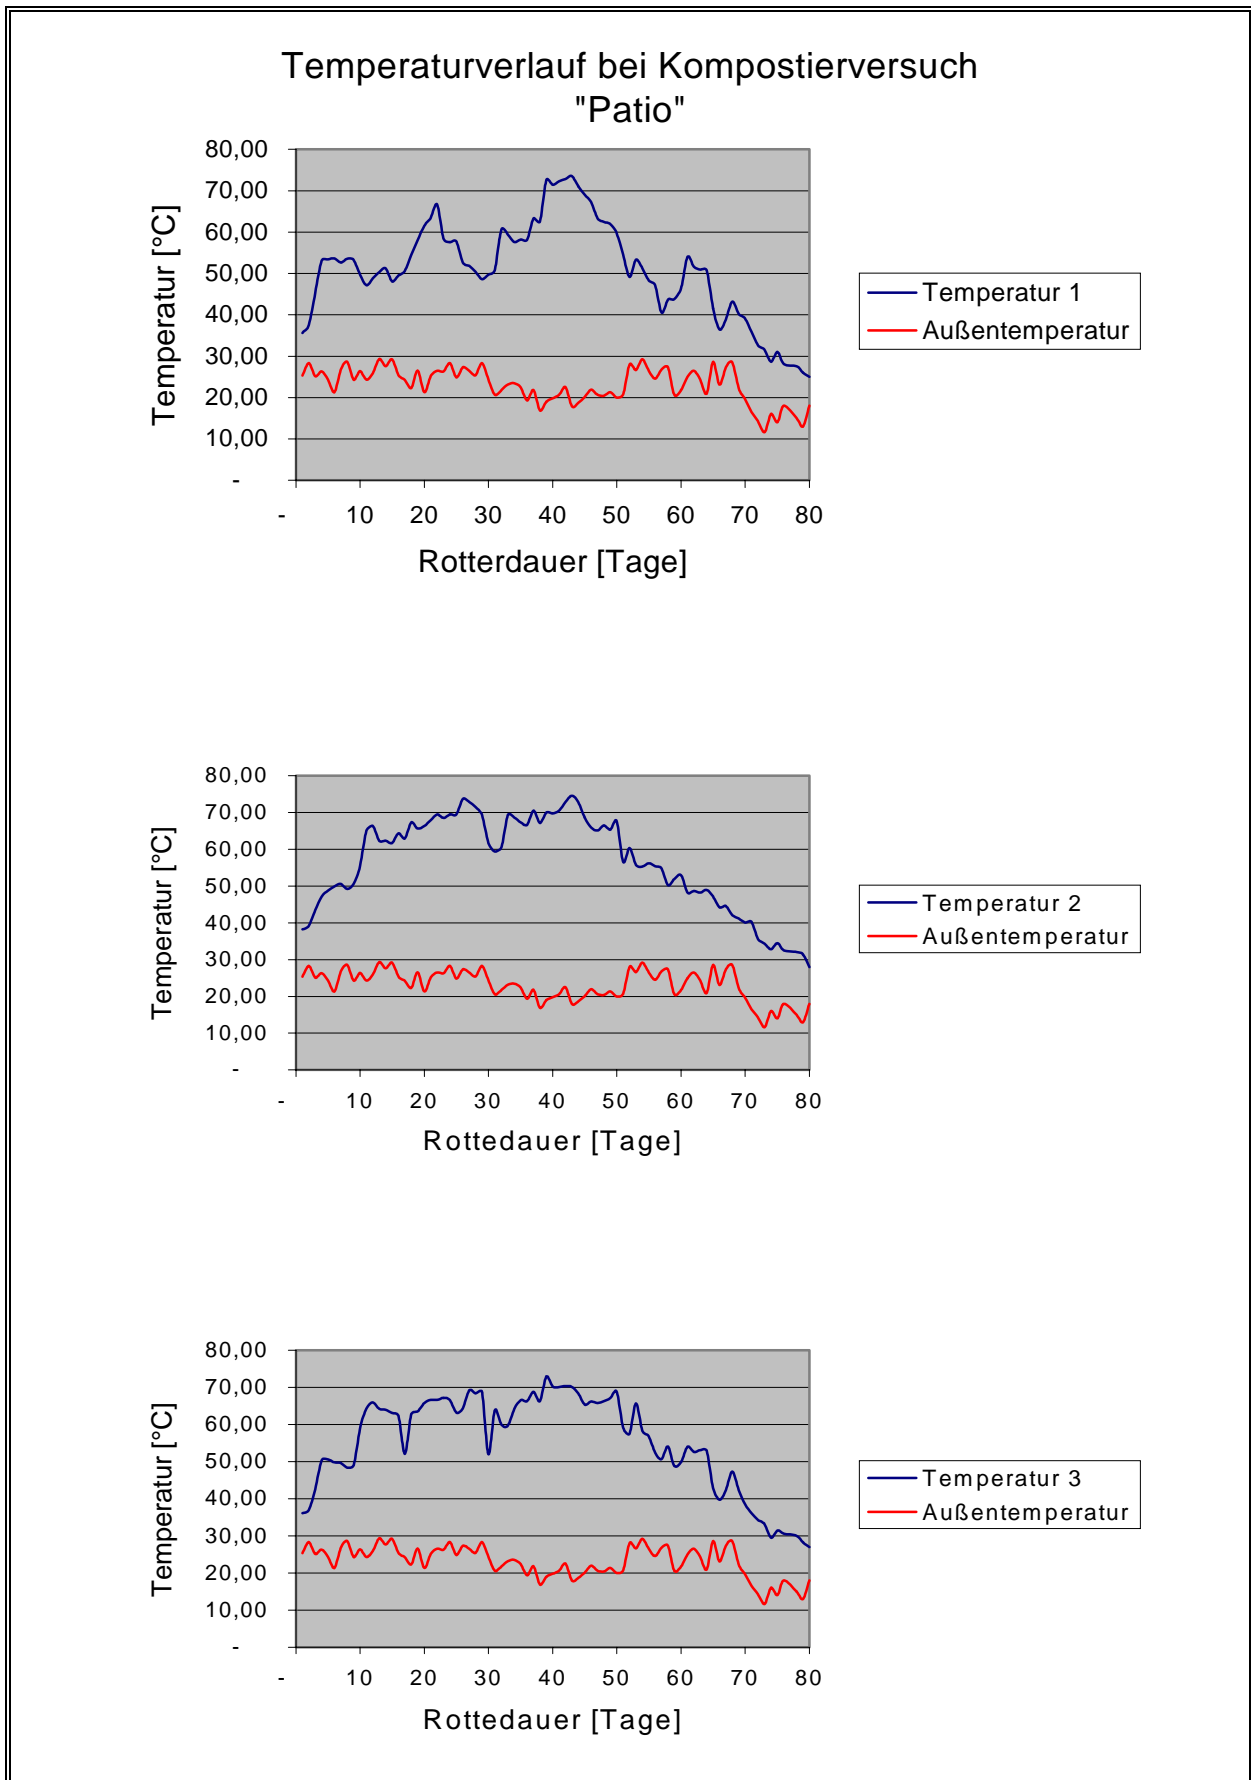 Temperaturverlauf bei Kompostierversuch
"Patio"
80,00
70,00
60,00
50,00
40,00
30,00
20,00
10,00
-
- 10 20 30 40 50 60 70 80
Temperatur [°C]
Rotterdauer [Tage]
Temperatur 1
Außentemperatur
80,00
70,00
60,00
50,00
40,00
30,00
20,00
10,00
-
- 10 20 30 40 50 60 70 80
Temperatur [°C]
Rottedauer [Tage]
Temperatur 2
Außentemperatur
80,00
70,00
60,00
50,00
40,00
30,00
20,00
10,00
-
- 10 20 30 40 50 60 70 80
Temperatur [°C]
Rottedauer [Tage]
Temperatur 3
Außentemperatur